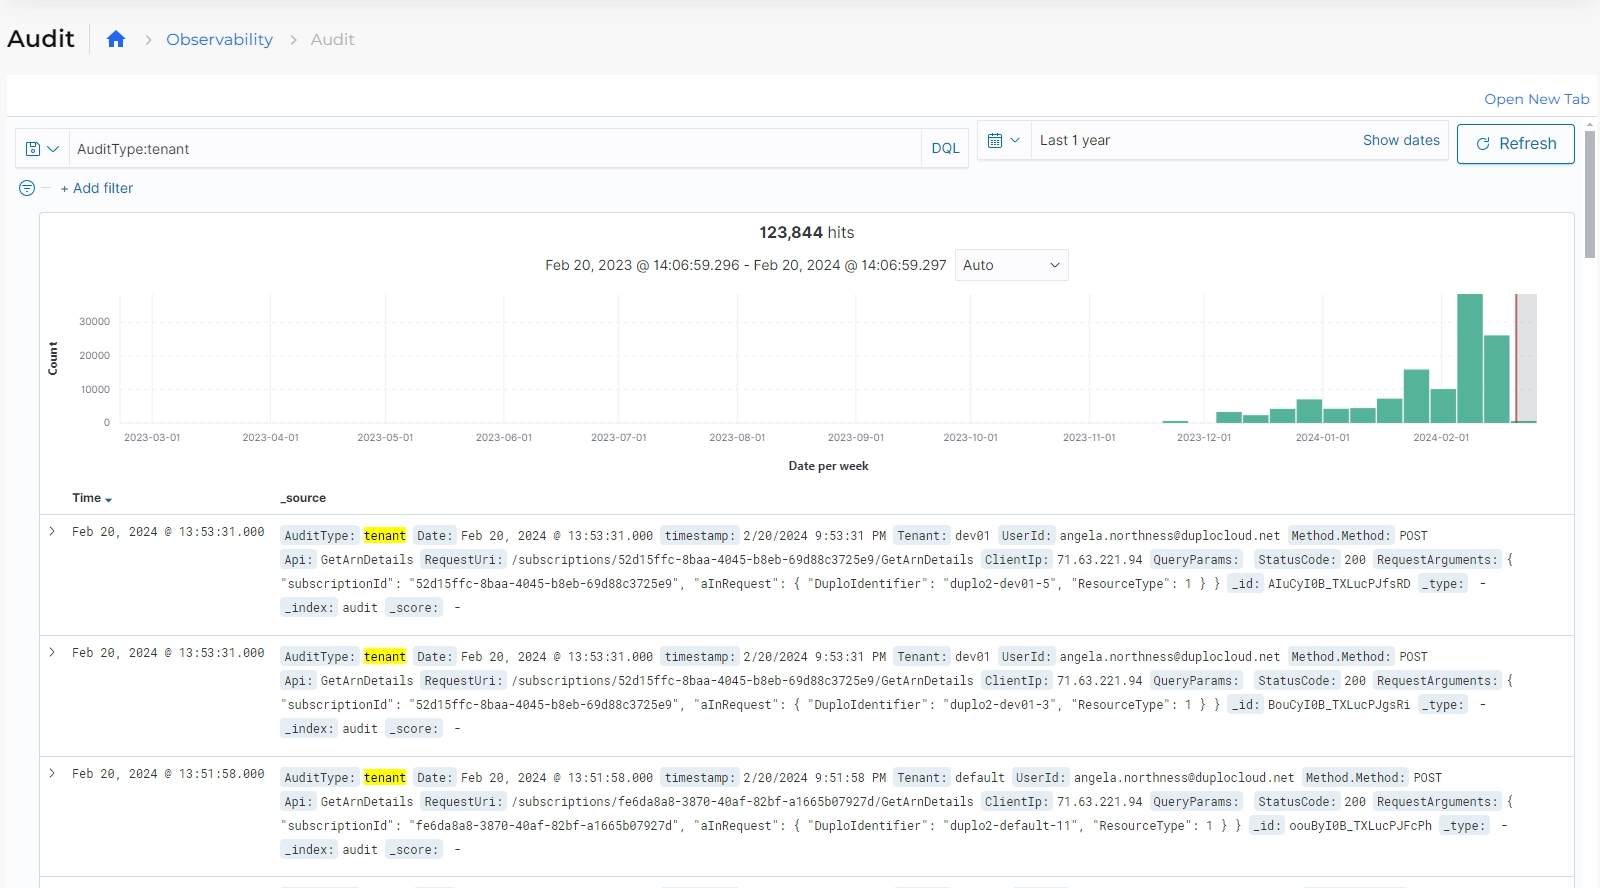 Audit
Observability
Audit
Open New Tab
AuditType:tenant
DQL
Last 1 year
Show dates
Refresh
+ Add filter
123,844 hits
Feb 20, 2023 @ 14:06:59.296 - Feb 20, 2024 @ 14:06:59.297
Auto
Count
30000
20000
10000
0
2023-03-01
2023-04-01
2023-05-01
2023-06-01
2023-07-01
2023-08-01
2023-09-01
2023-10-01
2023-11-01
2023-12-01
2024-01-01
2024-02-01
Date per week
Time
_source
Feb 20, 2024 @ 13:53:31.000
AuditType: tenant Date: Feb 20, 2024 @ 13:53:31.000 timestamp: 2/20/2024 9:53:31 PM Tenant: dev01 UserId: angela.northness@duplocloud.net Method.Method: POST
Api: GetArnDetails RequestUri: /subscriptions/52d15ffc-8baa-4045-b8eb-69d88c3725e9/GetArnDetails ClientIp: 71.63.221.94 QueryParams: StatusCode: 200 RequestArguments: {
"subscriptionId": "52d15ffc-8baa-4045-b8eb-69d88c3725e9", "aInRequest": { "DuploIdentifier": "duplo2-dev01-5", "ResourceType": 1 } } _id: AIuCyI0B_TXLucPJfsRD _type: -
_index: audit _score: -
Feb 20, 2024 @ 13:53:31.000
AuditType: tenant Date: Feb 20, 2024 @ 13:53:31.000 timestamp: 2/20/2024 9:53:31 PM Tenant: dev01 UserId: angela.northness@duplocloud.net Method.Method: POST
Api: GetArnDetails RequestUri: /subscriptions/52d15ffc-8baa-4045-b8eb-69d88c3725e9/GetArnDetails ClientIp: 71.63.221.94 QueryParams: StatusCode: 200 RequestArguments: {
"subscriptionId": "52d15ffc-8baa-4045-b8eb-69d88c3725e9", "aInRequest": { "DuploIdentifier": "duplo2-dev01-3", "ResourceType": 1 } } _id: BouCyI0B_TXLucPJgsRi _type: -
_index: audit _score: -
Feb 20, 2024 @ 13:51:58.000
AuditType: tenant Date: Feb 20, 2024 @ 13:51:58.000 timestamp: 2/20/2024 9:51:58 PM Tenant: default UserId: angela.northness@duplocloud.net Method.Method: POST
Api: GetArnDetails RequestUri: /subscriptions/fe6da8a8-3870-40af-82bf-a1665b07927d/GetArnDetails ClientIp: 71.63.221.94 QueryParams: StatusCode: 200 RequestArguments: {
"subscriptionId": "fe6da8a8-3870-40af-82bf-a1665b07927d", "aInRequest": { "DuploIdentifier": "duplo2-default-11", "ResourceType": 1 } } _id: oouByI0B_TXLucPJFcPh _type: -
_index: audit _score: -